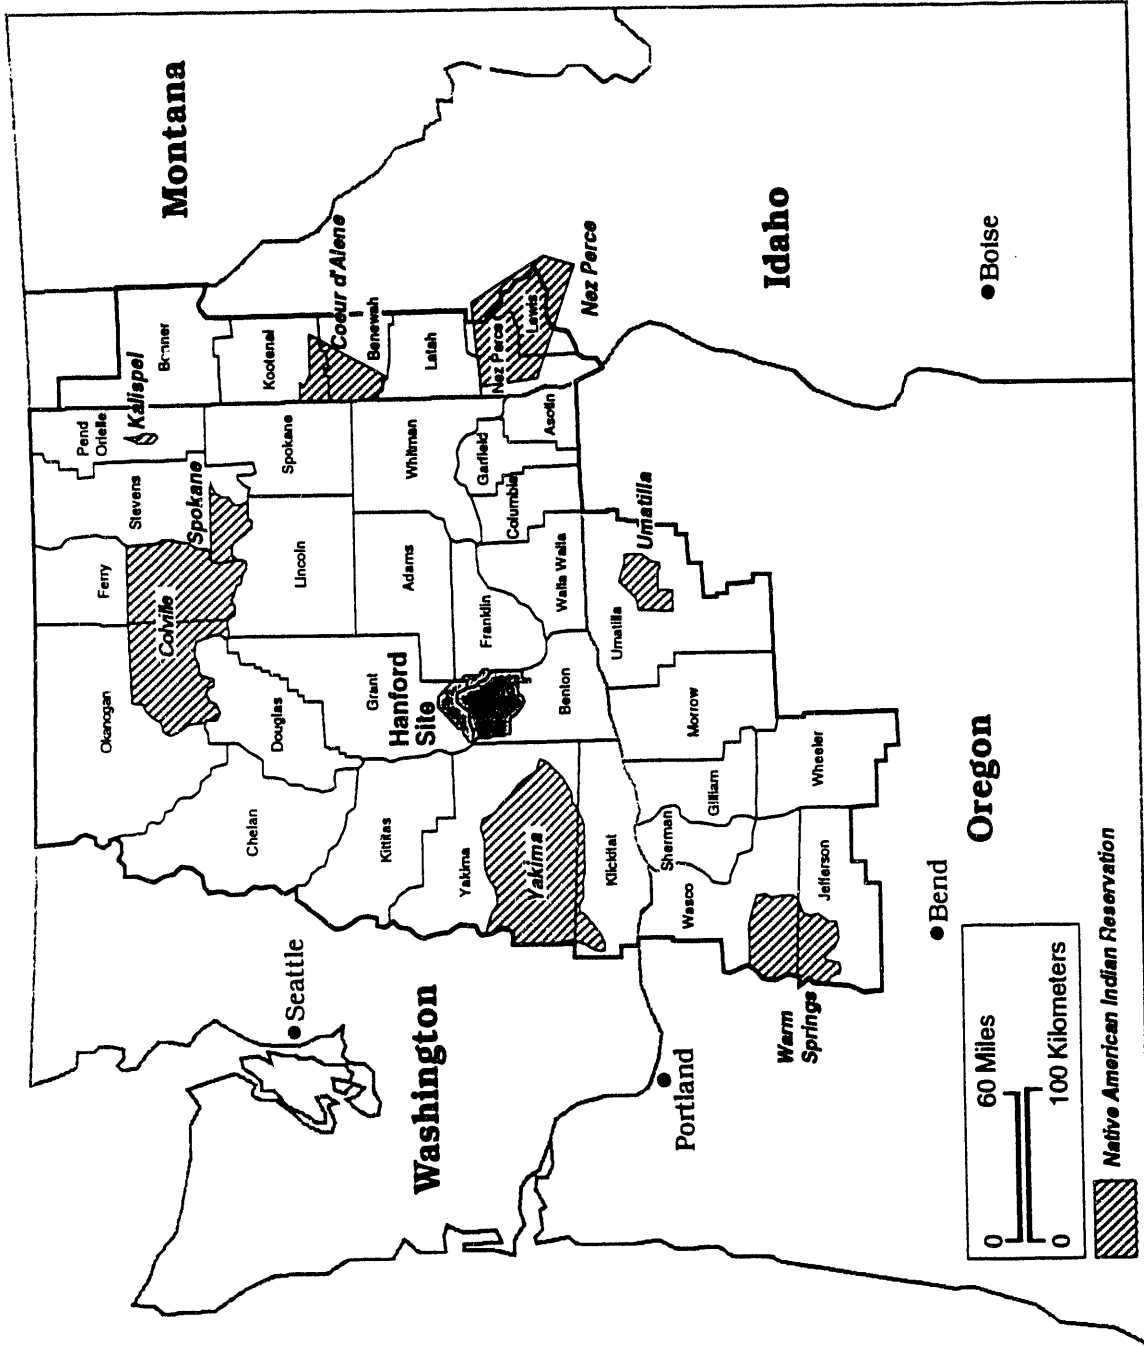 Montana
Washington
Idaho
Oregon
Seattle
Portland
Bend
Boise
Hanford
Site
Okanogan
Ferry
Stevens
Pend
Orielle
Bonner
Kalispel
Colville
Spokane
Chelan
Douglas
Lincoln
Spokane
Kootenai
Coeur d'Alene
Benewah
Kittitas
Grant
Adams
Whitman
Latah
Yakima
Yakima
Franklin
Garfield
Columbia
Asotin
Nez Perce
Lewis
Nez Perce
Klickitat
Benton
Walla Walla
Umatilla
Umatilla
Wasco
Sherman
Gilliam
Morrow
Wheeler
Jefferson
Warm
Springs
0 60 Miles
0 100 Kilometers
Native American Indian Reservation